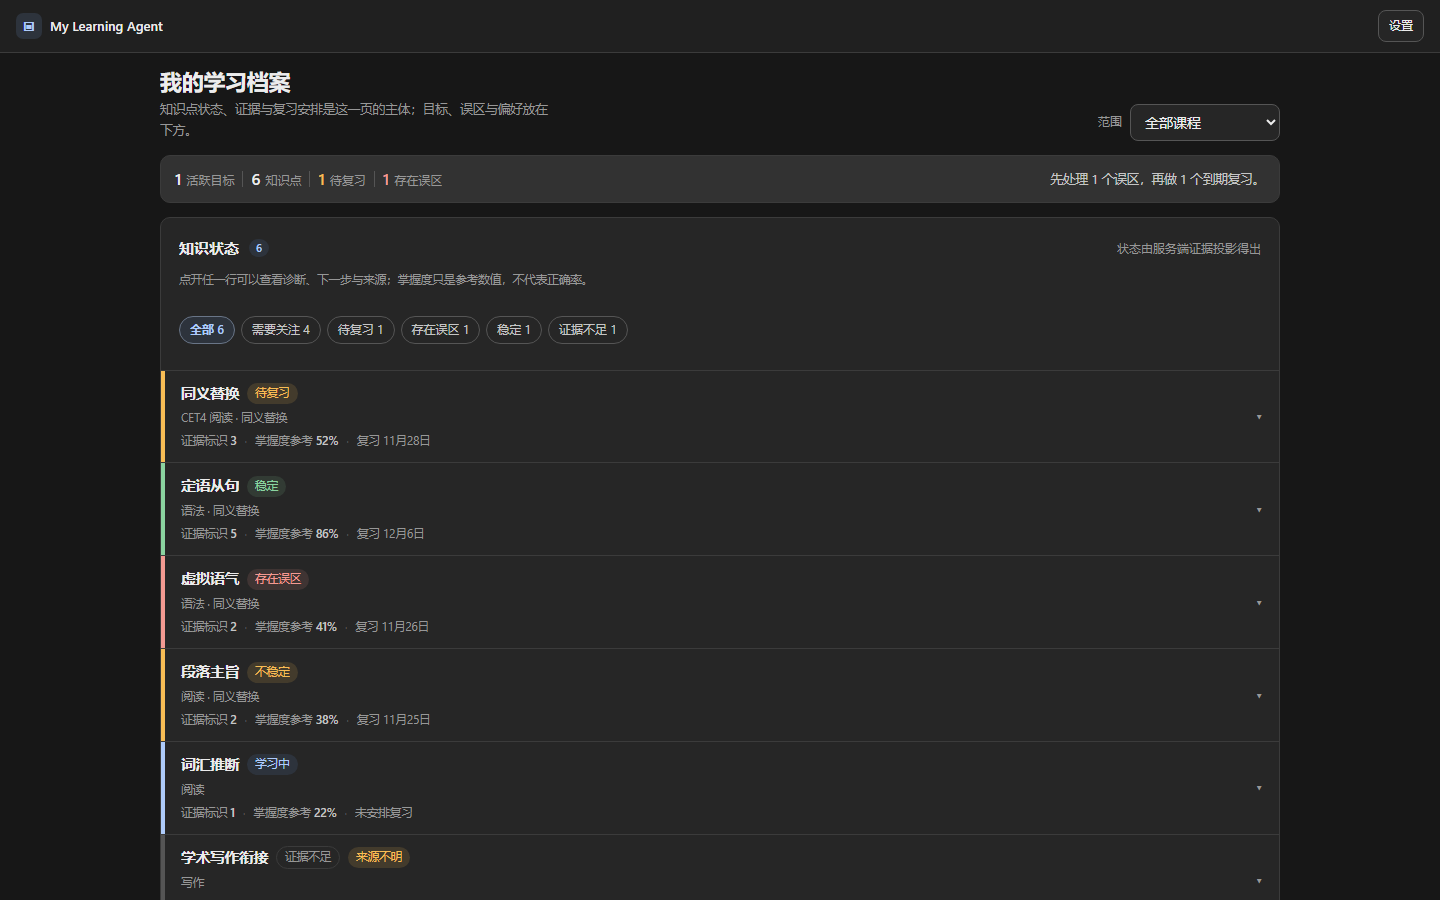 My Learning Agent
设置
我的学习档案
知识点状态、证据与复习安排是这一页的主体；目标、误区与偏好放在
下方。
范围 全部课程
1 活跃目标 6 知识点 1 待复习 1 存在误区
先处理 1 个误区，再做 1 个到期复习。
知识状态 6
状态由服务端证据投影得出
点开任一行可以查看诊断、下一步与来源；掌握度只是参考数值，不代表正确率。
全部 6 需要关注 4 待复习 1 存在误区 1 稳定 1 证据不足 1
同义替换 待复习
CET4 阅读 · 同义替换
证据标识 3 · 掌握度参考 52% · 复习 11月28日
定语从句 稳定
语法 · 同义替换
证据标识 5 · 掌握度参考 86% · 复习 12月6日
虚拟语气 存在误区
语法 · 同义替换
证据标识 2 · 掌握度参考 41% · 复习 11月26日
段落主旨 不稳定
阅读 · 同义替换
证据标识 2 · 掌握度参考 38% · 复习 11月25日
词汇推断 学习中
阅读
证据标识 1 · 掌握度参考 22% · 未安排复习
学术写作衔接 证据不足 来源不明
写作